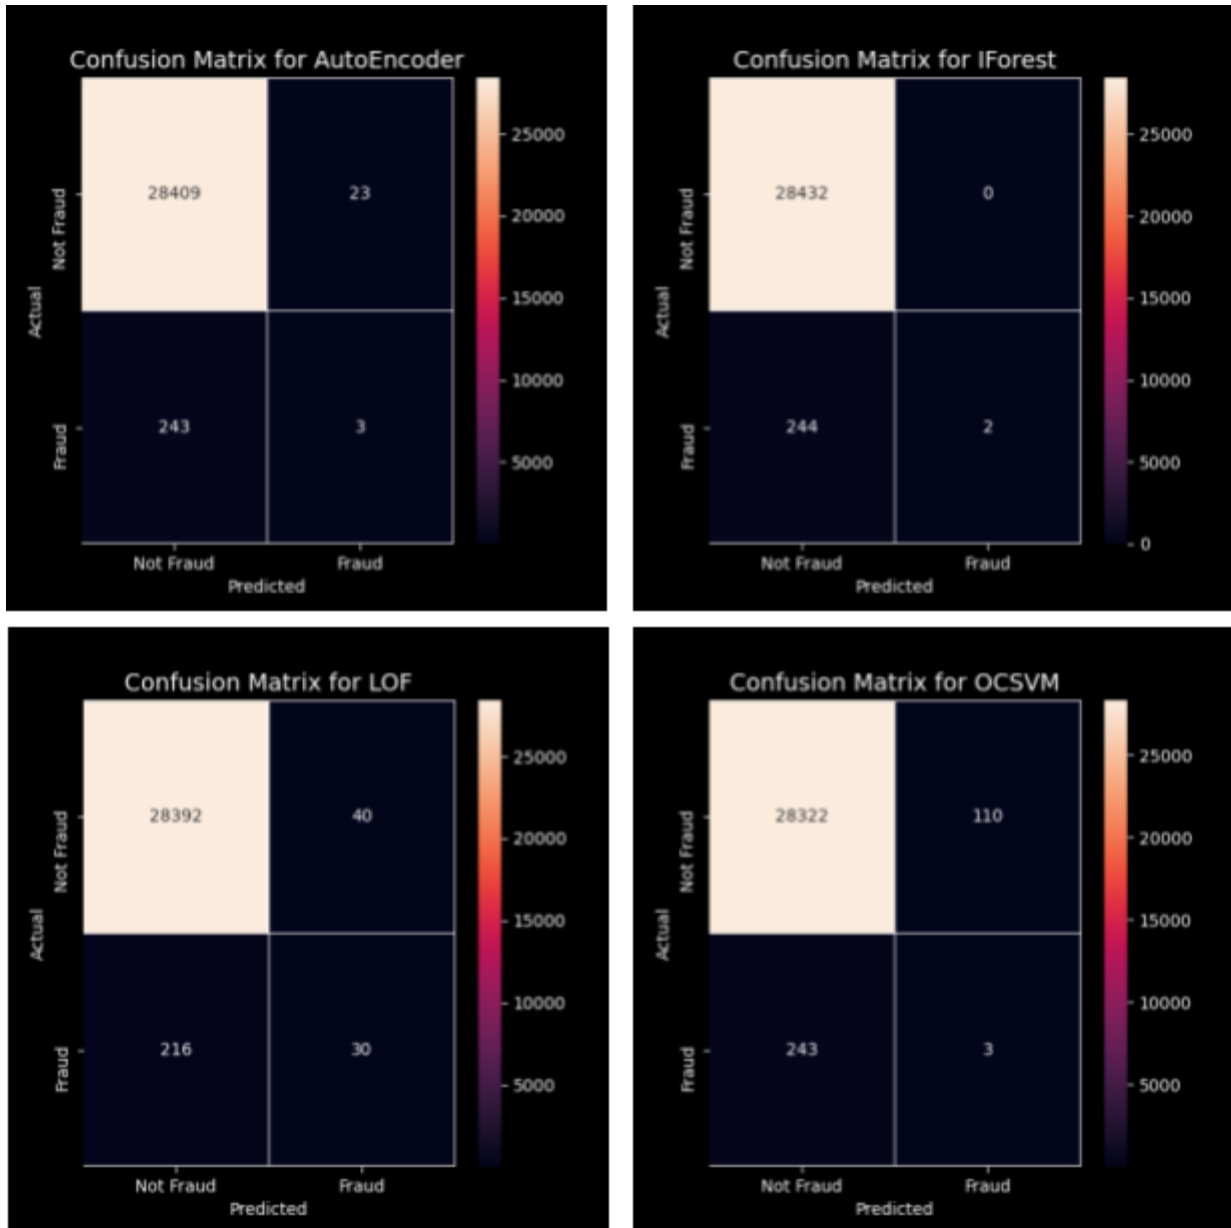 Confusion Matrix for AutoEncoder
28409 23
243 3
Not Fraud
Fraud
Actual
Not Fraud Fraud
Predicted
25000
20000
15000
10000
5000
Confusion Matrix for IForest
28432 0
244 2
Not Fraud
Fraud
Actual
Not Fraud Fraud
Predicted
25000
20000
15000
10000
5000
0
Confusion Matrix for LOF
28392 40
216 30
Not Fraud
Fraud
Actual
Not Fraud Fraud
Predicted
25000
20000
15000
10000
5000
Confusion Matrix for OCSVM
28322 110
243 3
Not Fraud
Fraud
Actual
Not Fraud Fraud
Predicted
25000
20000
15000
10000
5000